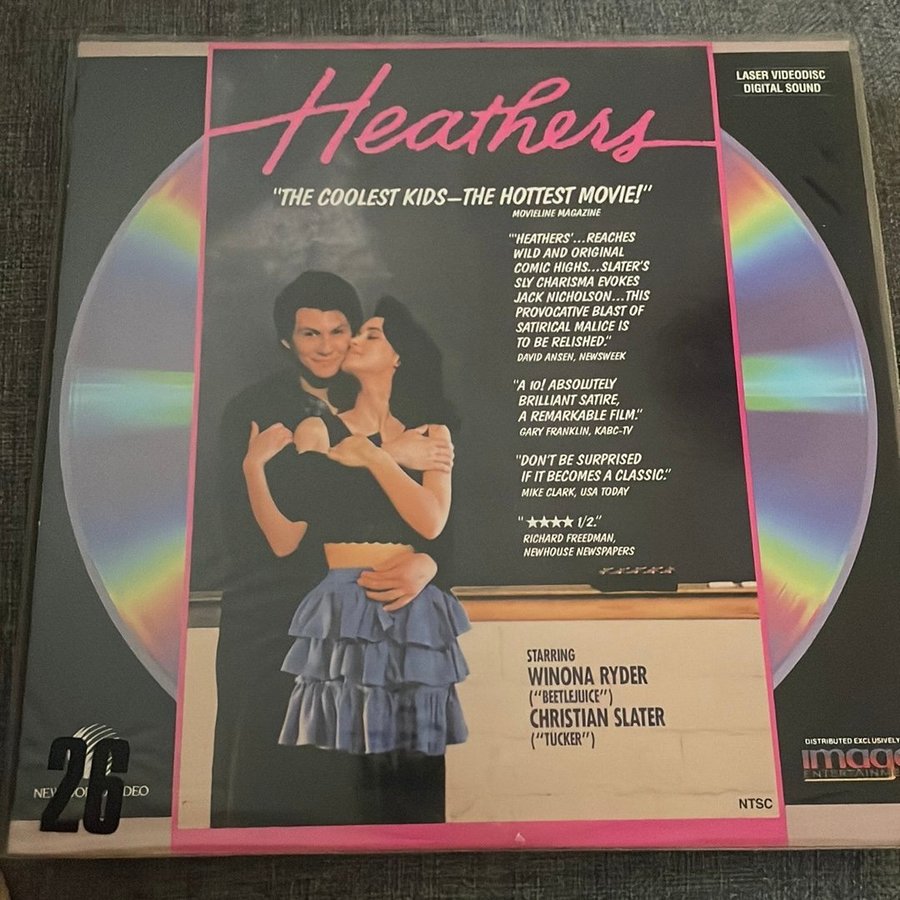 Heathers
LASER VIDEODISC
DIGITAL SOUND
"THE COOLEST KIDS—THE HOTTEST MOVIE!"
MOVIELINE MAGAZINE
"'HEATHERS'...REACHES
WILD AND ORIGINAL
COMIC HIGHS...SLATER'S
SLY CHARISMA EVOKES
JACK NICHOLSON...THIS
PROVOCATIVE BLAST OF
SATIRICAL MALICE IS
TO BE RELISHED."
DAVID ANSEN, NEWSWEEK
"A 10! ABSOLUTELY
BRILLIANT SATIRE,
A REMARKABLE FILM."
GARY FRANKLIN, KABC-TV
"DON'T BE SURPRISED
IF IT BECOMES A CLASSIC."
MIKE CLARK, USA TODAY
"★★★★ 1/2."
RICHARD FREEDMAN,
NEWHOUSE NEWSPAPERS
STARRING
WINONA RYDER
("BEETLEJUICE")
CHRISTIAN SLATER
("TUCKER")
26
DISTRIBUTED EXCLUSIVELY
NTSC